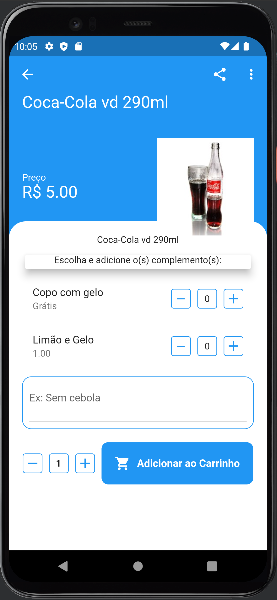 10:05
Coca-Cola vd 290ml
Preço
R$ 5.00
Coca-Cola vd 290ml
Escolha e adicione o(s) complemento(s):
Copo com gelo
Grátis
0
Limão e Gelo
1.00
0
Ex: Sem cebola
1
Adicionar ao Carrinho